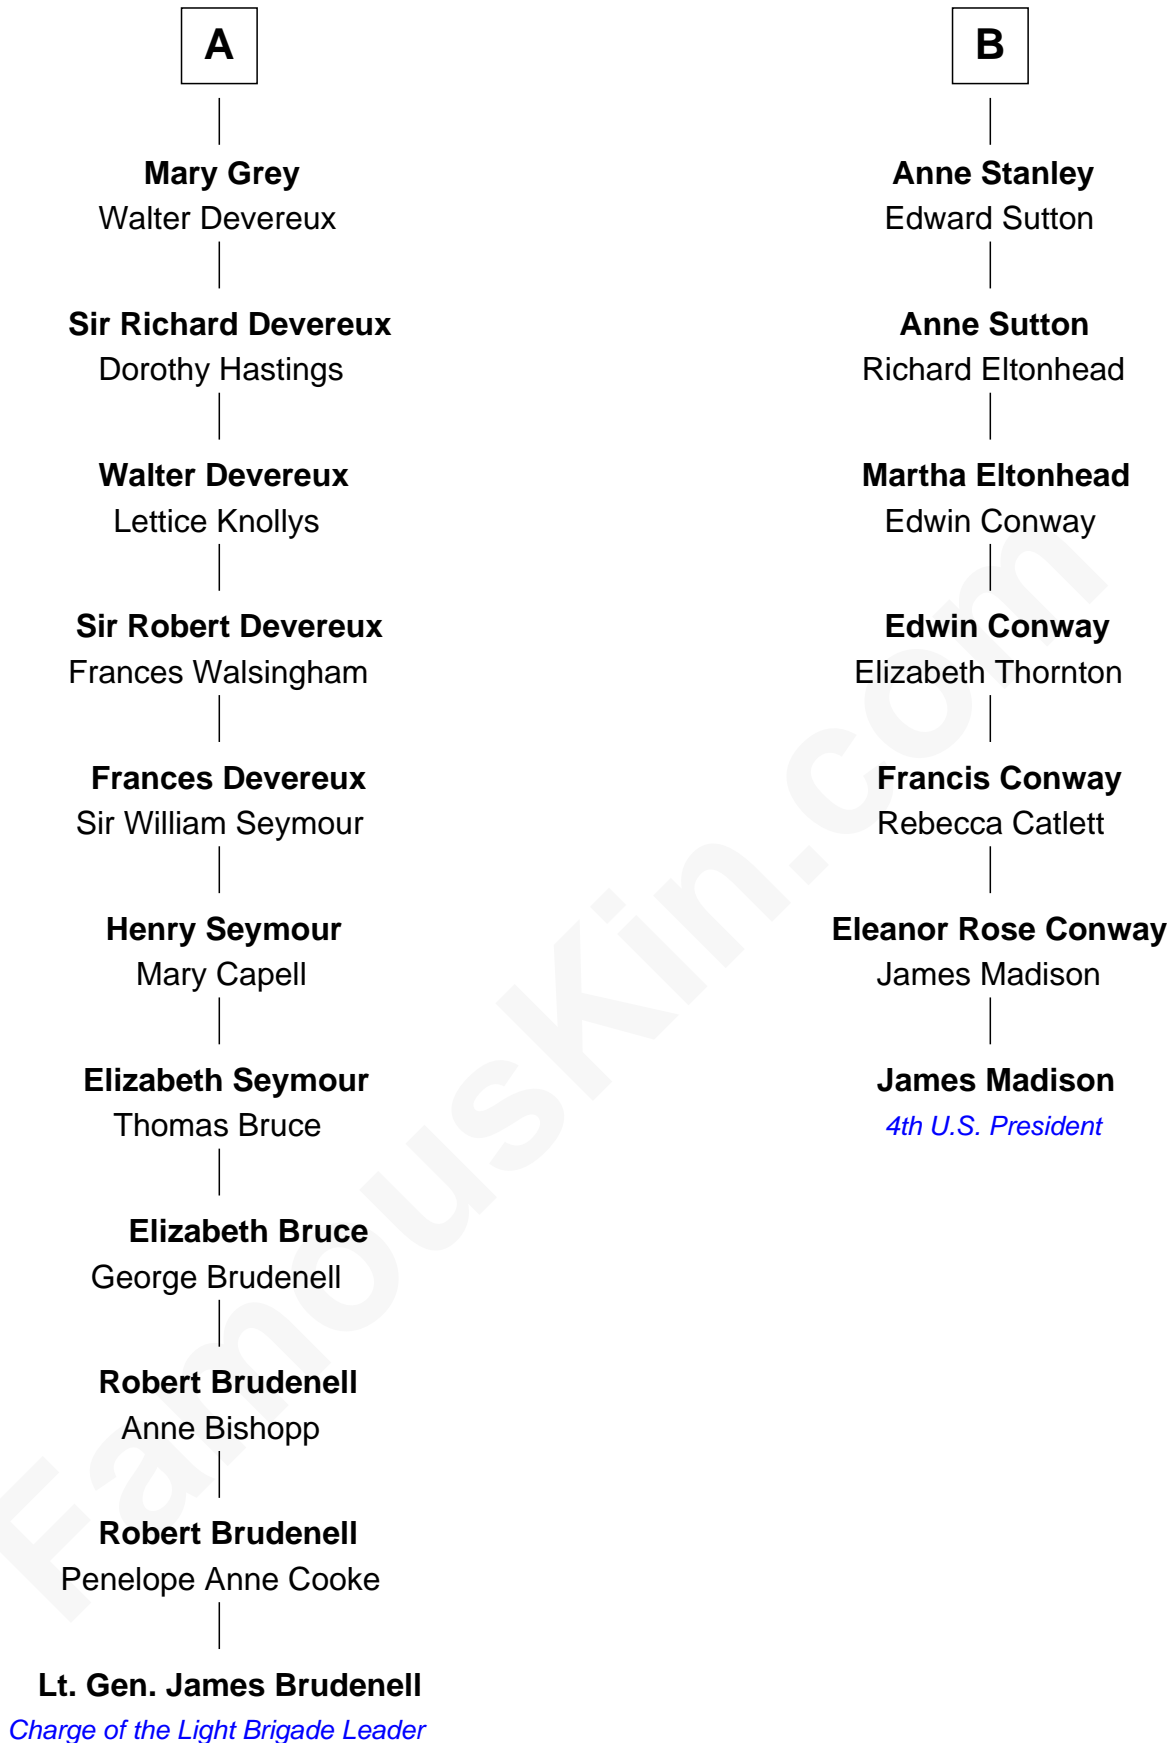 A
Mary Grey
Walter Devereux
Sir Richard Devereux
Dorothy Hastings
Walter Devereux
Lettice Knollys
Sir Robert Devereux
Frances Walsingham
Frances Devereux
Sir William Seymour
Henry Seymour
Mary Capell
Elizabeth Seymour
Thomas Bruce
Elizabeth Bruce
George Brudenell
Robert Brudenell
Anne Bishopp
Robert Brudenell
Penelope Anne Cooke
Lt. Gen. James Brudenell
Charge of the Light Brigade Leader
B
Anne Stanley
Edward Sutton
Anne Sutton
Richard Eltonhead
Martha Eltonhead
Edwin Conway
Edwin Conway
Elizabeth Thornton
Francis Conway
Rebecca Catlett
Eleanor Rose Conway
James Madison
James Madison
4th U.S. President
FamousKin.com